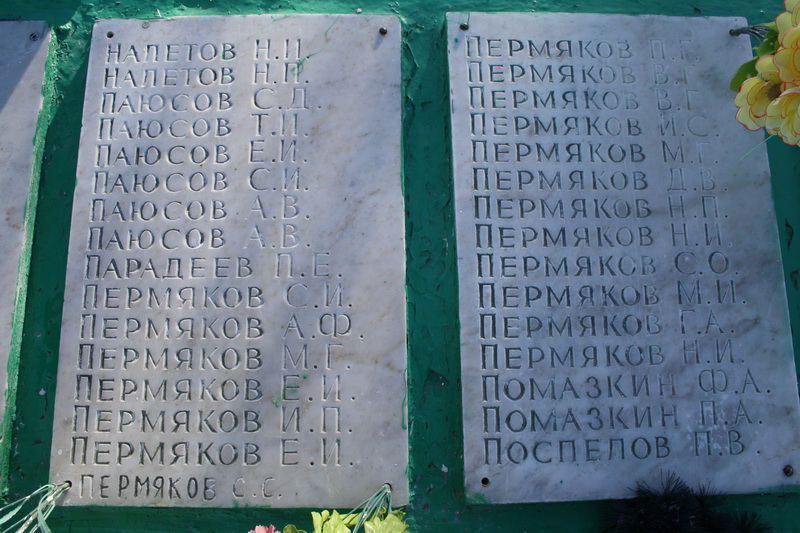 НАЛЕТОВ Н.И.
НАЛЕТОВ Н.П.
ПАЮСОВ С.Д.
ПАЮСОВ Т.П.
ПАЮСОВ Е.И.
ПАЮСОВ С.И.
ПАЮСОВ А.В.
ПАЮСОВ А.В.
ПАРАДЕЕВ П.Е.
ПЕРМЯКОВ С.И.
ПЕРМЯКОВ А.Ф.
ПЕРМЯКОВ М.Г.
ПЕРМЯКОВ Е.И.
ПЕРМЯКОВ И.П.
ПЕРМЯКОВ Е.И.
ПЕРМЯКОВ С.С.
ПЕРМЯКОВ П.Г.
ПЕРМЯКОВ В.Г.
ПЕРМЯКОВ В.Г.
ПЕРМЯКОВ И.С.
ПЕРМЯКОВ М.Г.
ПЕРМЯКОВ Д.В.
ПЕРМЯКОВ Н.П.
ПЕРМЯКОВ Н.И.
ПЕРМЯКОВ С.О.
ПЕРМЯКОВ М.И.
ПЕРМЯКОВ Г.А.
ПЕРМЯКОВ Н.И.
ПОМАЗКИН Ф.А.
ПОМАЗКИН П.А.
ПОСПЕЛОВ П.В.